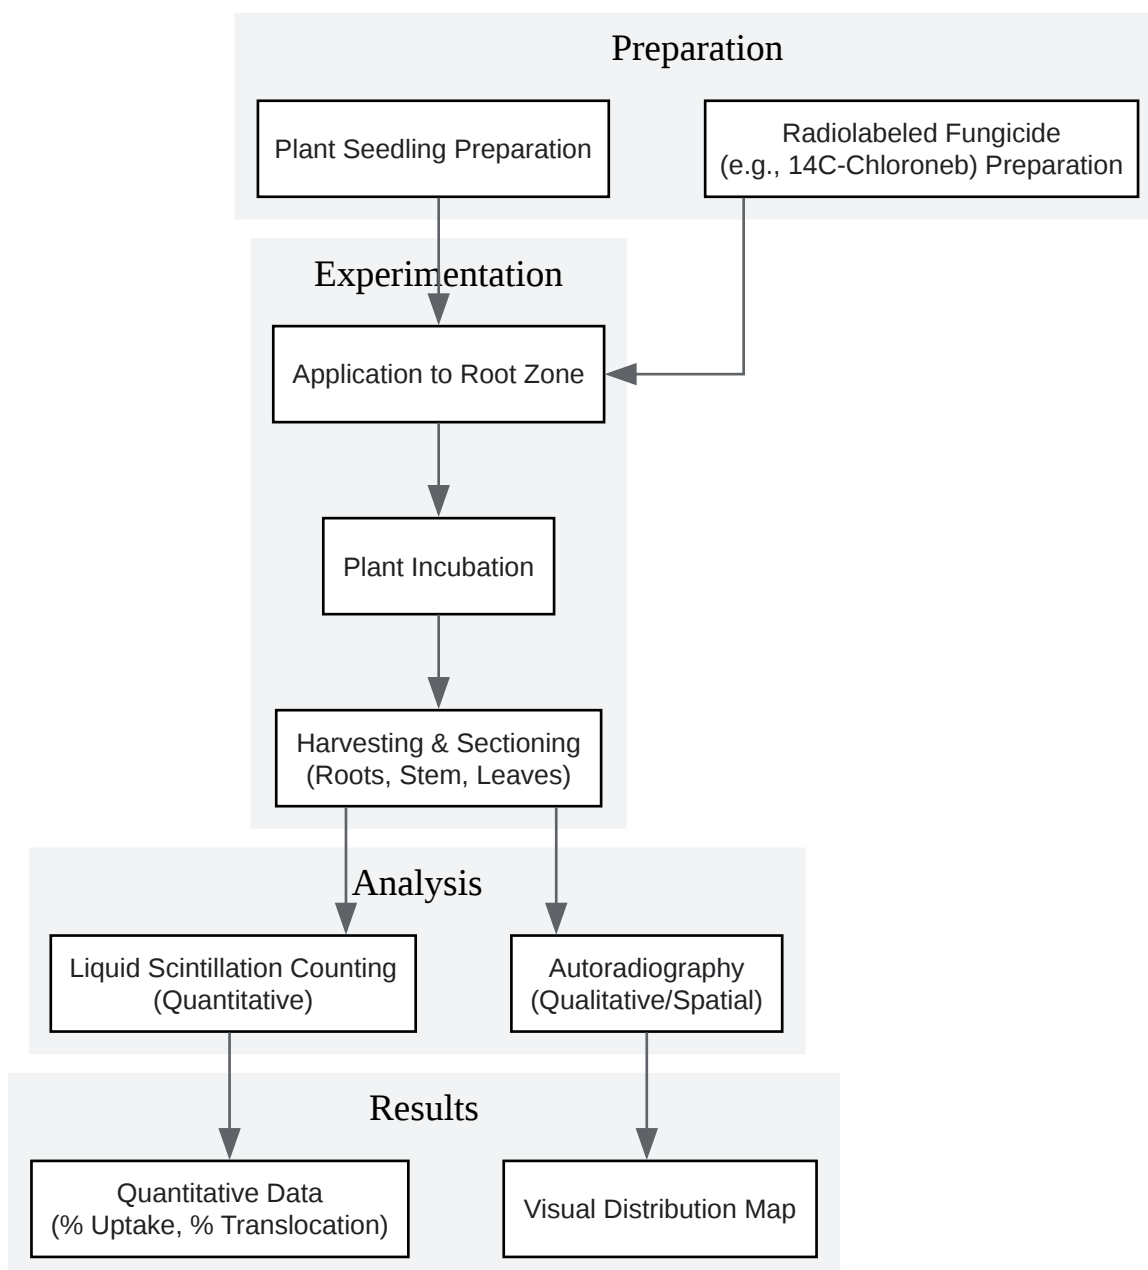 Preparation
Plant Seedling Preparation
Radiolabeled Fungicide
(e.g., 14C-Chloroneb) Preparation
Experimentation
Application to Root Zone
Plant Incubation
Harvesting & Sectioning
(Roots, Stem, Leaves)
Analysis
Liquid Scintillation Counting
(Quantitative)
Autoradiography
(Qualitative/Spatial)
Results
Quantitative Data
(% Uptake, % Translocation)
Visual Distribution Map